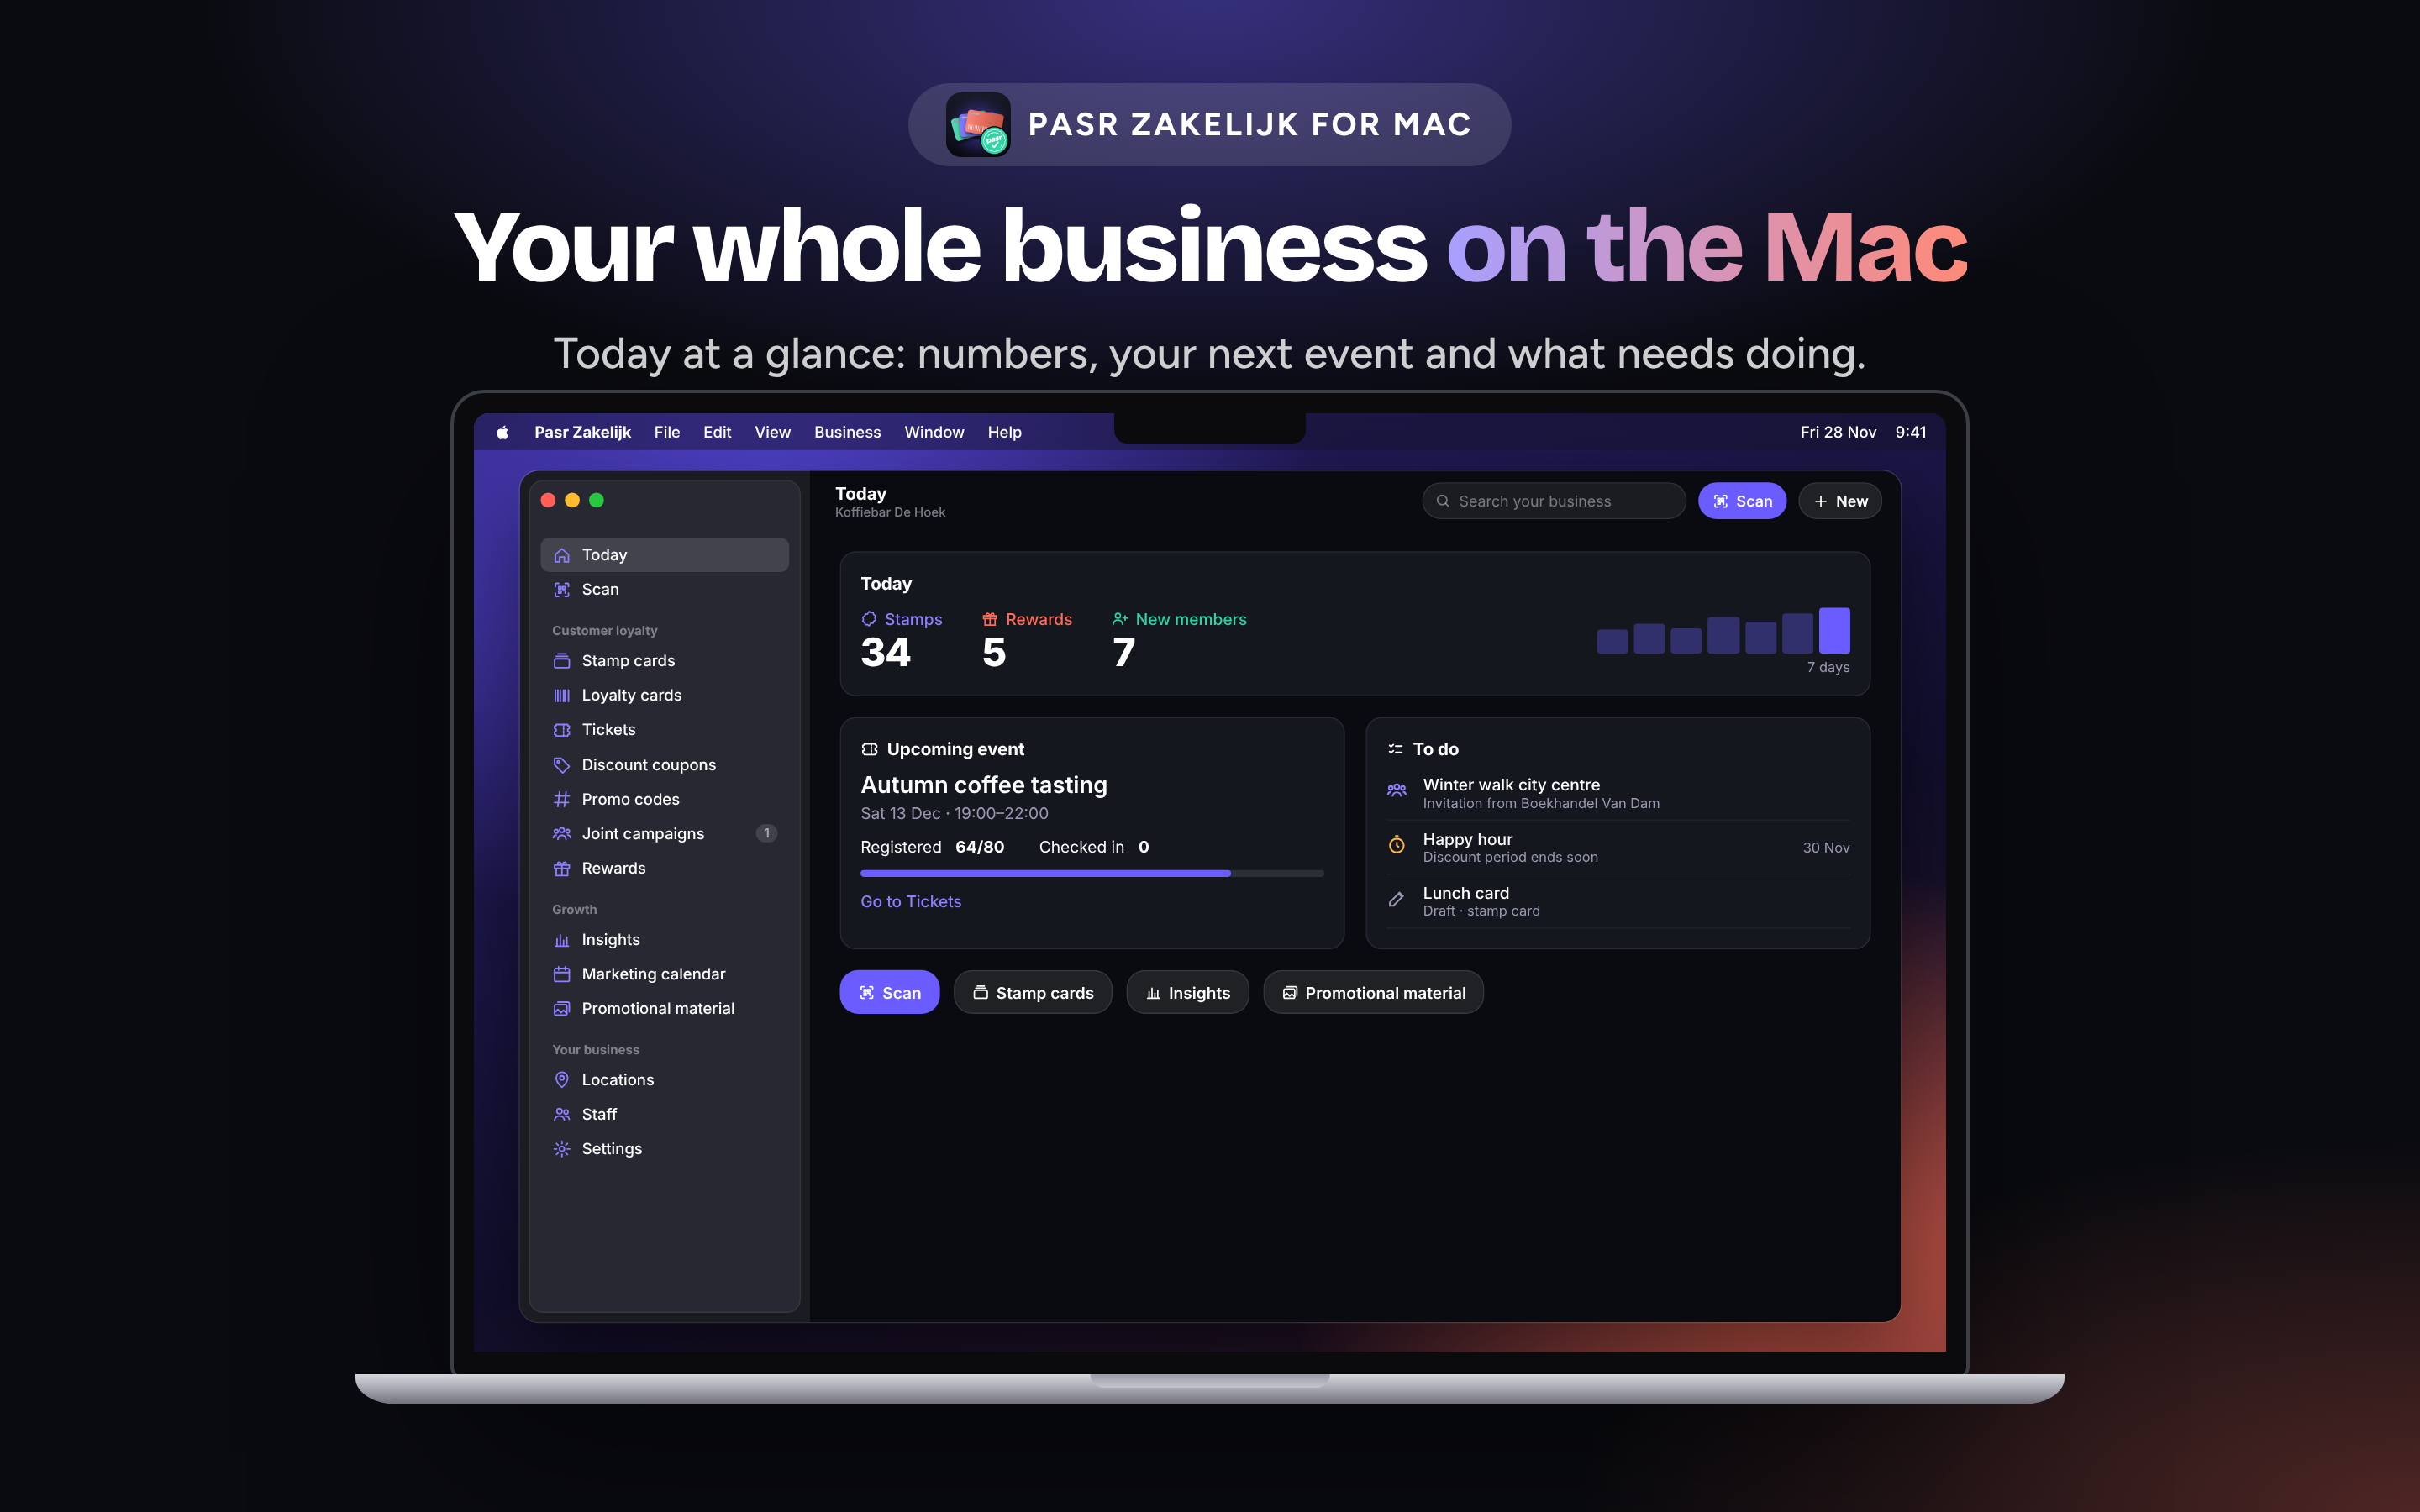 PASR ZAKELIJK FOR MAC
Your whole business on the Mac
Today at a glance: numbers, your next event and what needs doing.
Pasr Zakelijk File Edit View Business Window Help
Fri 28 Nov 9:41
Today
Scan
Customer loyalty
Stamp cards
Loyalty cards
Tickets
Discount coupons
Promo codes
Joint campaigns 1
Rewards
Growth
Insights
Marketing calendar
Promotional material
Your business
Locations
Staff
Settings
Today
Koffiebar De Hoek
Search your business
Scan
New
Today
Stamps Rewards New members
34 5 7
7 days
Upcoming event
Autumn coffee tasting
Sat 13 Dec · 19:00–22:00
Registered 64/80 Checked in 0
Go to Tickets
To do
Winter walk city centre
Invitation from Boekhandel Van Dam
Happy hour
Discount period ends soon
30 Nov
Lunch card
Draft · stamp card
Scan Stamp cards Insights Promotional material